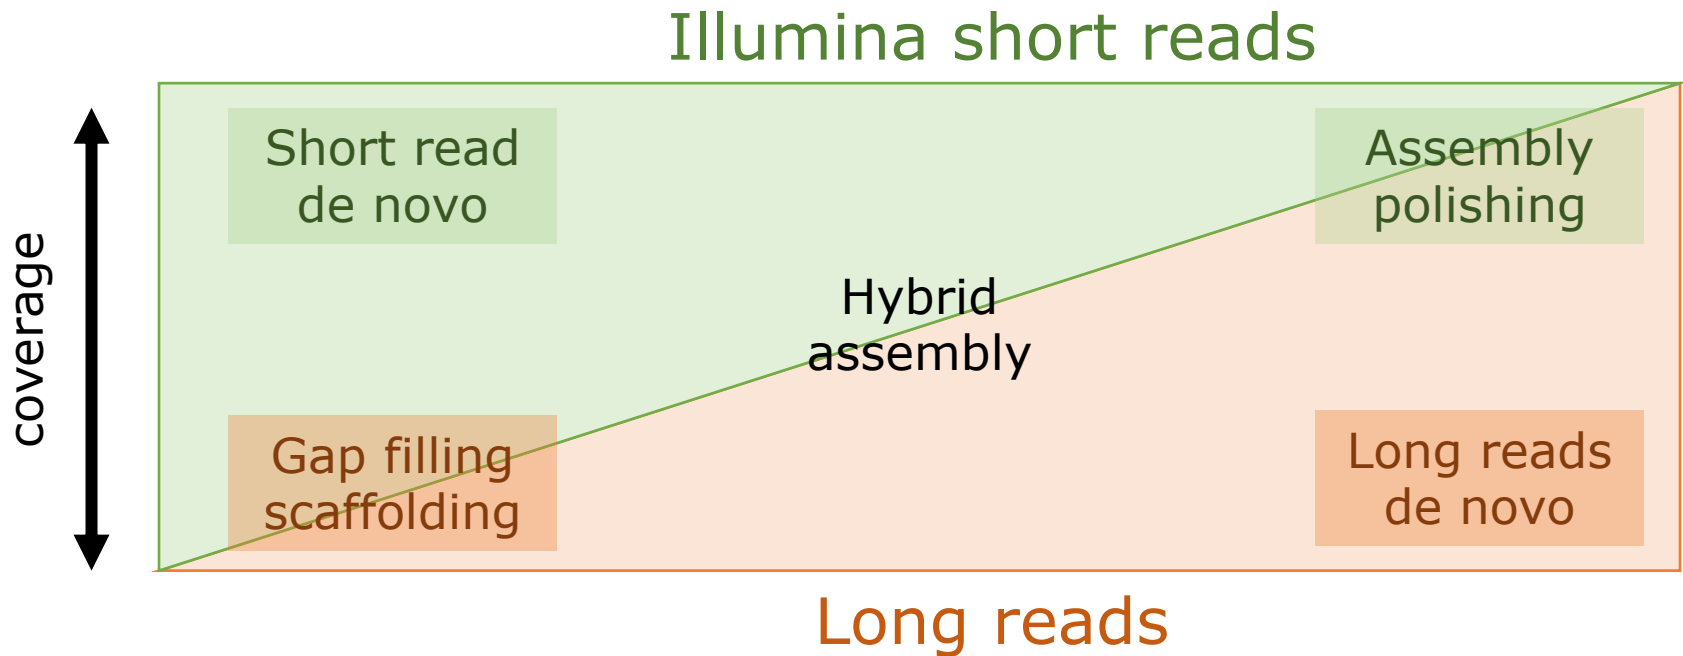 Illumina short reads
Short read
de novo
Assembly
polishing
coverage
Hybrid
assembly
Gap filling
scaffolding
Long reads
de novo
Long reads